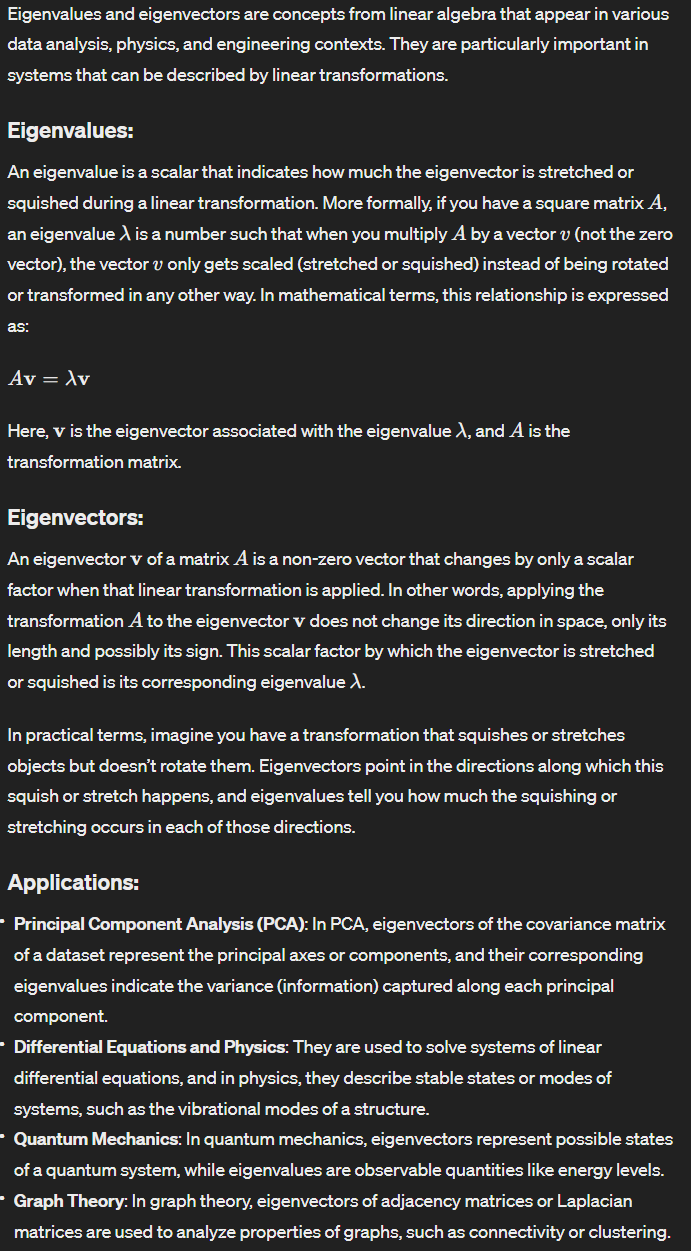 Eigenvalues and eigenvectors are concepts from linear algebra that appear in various
data analysis, physics, and engineering contexts. They are particularly important in
systems that can be described by linear transformations.
Eigenvalues:
An eigenvalue is a scalar that indicates how much the eigenvector is stretched or
squished during a linear transformation. More formally, if you have a square matrix A,
an eigenvalue λ is a number such that when you multiply A by a vector v (not the zero
vector), the vector v only gets scaled (stretched or squished) instead of being rotated
or transformed in any other way. In mathematical terms, this relationship is expressed
as:
Av = λv
Here, v is the eigenvector associated with the eigenvalue λ, and A is the
transformation matrix.
Eigenvectors:
An eigenvector v of a matrix A is a non-zero vector that changes by only a scalar
factor when that linear transformation is applied. In other words, applying the
transformation A to the eigenvector v does not change its direction in space, only its
length and possibly its sign. This scalar factor by which the eigenvector is stretched
or squished is its corresponding eigenvalue λ.
In practical terms, imagine you have a transformation that squishes or stretches
objects but doesn't rotate them. Eigenvectors point in the directions along which this
squish or stretch happens, and eigenvalues tell you how much the squishing or
stretching occurs in each of those directions.
Applications:
• Principal Component Analysis (PCA): In PCA, eigenvectors of the covariance matrix
of a dataset represent the principal axes or components, and their corresponding
eigenvalues indicate the variance (information) captured along each principal
component.
• Differential Equations and Physics: They are used to solve systems of linear
differential equations, and in physics, they describe stable states or modes of
systems, such as the vibrational modes of a structure.
• Quantum Mechanics: In quantum mechanics, eigenvectors represent possible states
of a quantum system, while eigenvalues are observable quantities like energy levels.
• Graph Theory: In graph theory, eigenvectors of adjacency matrices or Laplacian
matrices are used to analyze properties of graphs, such as connectivity or clustering.